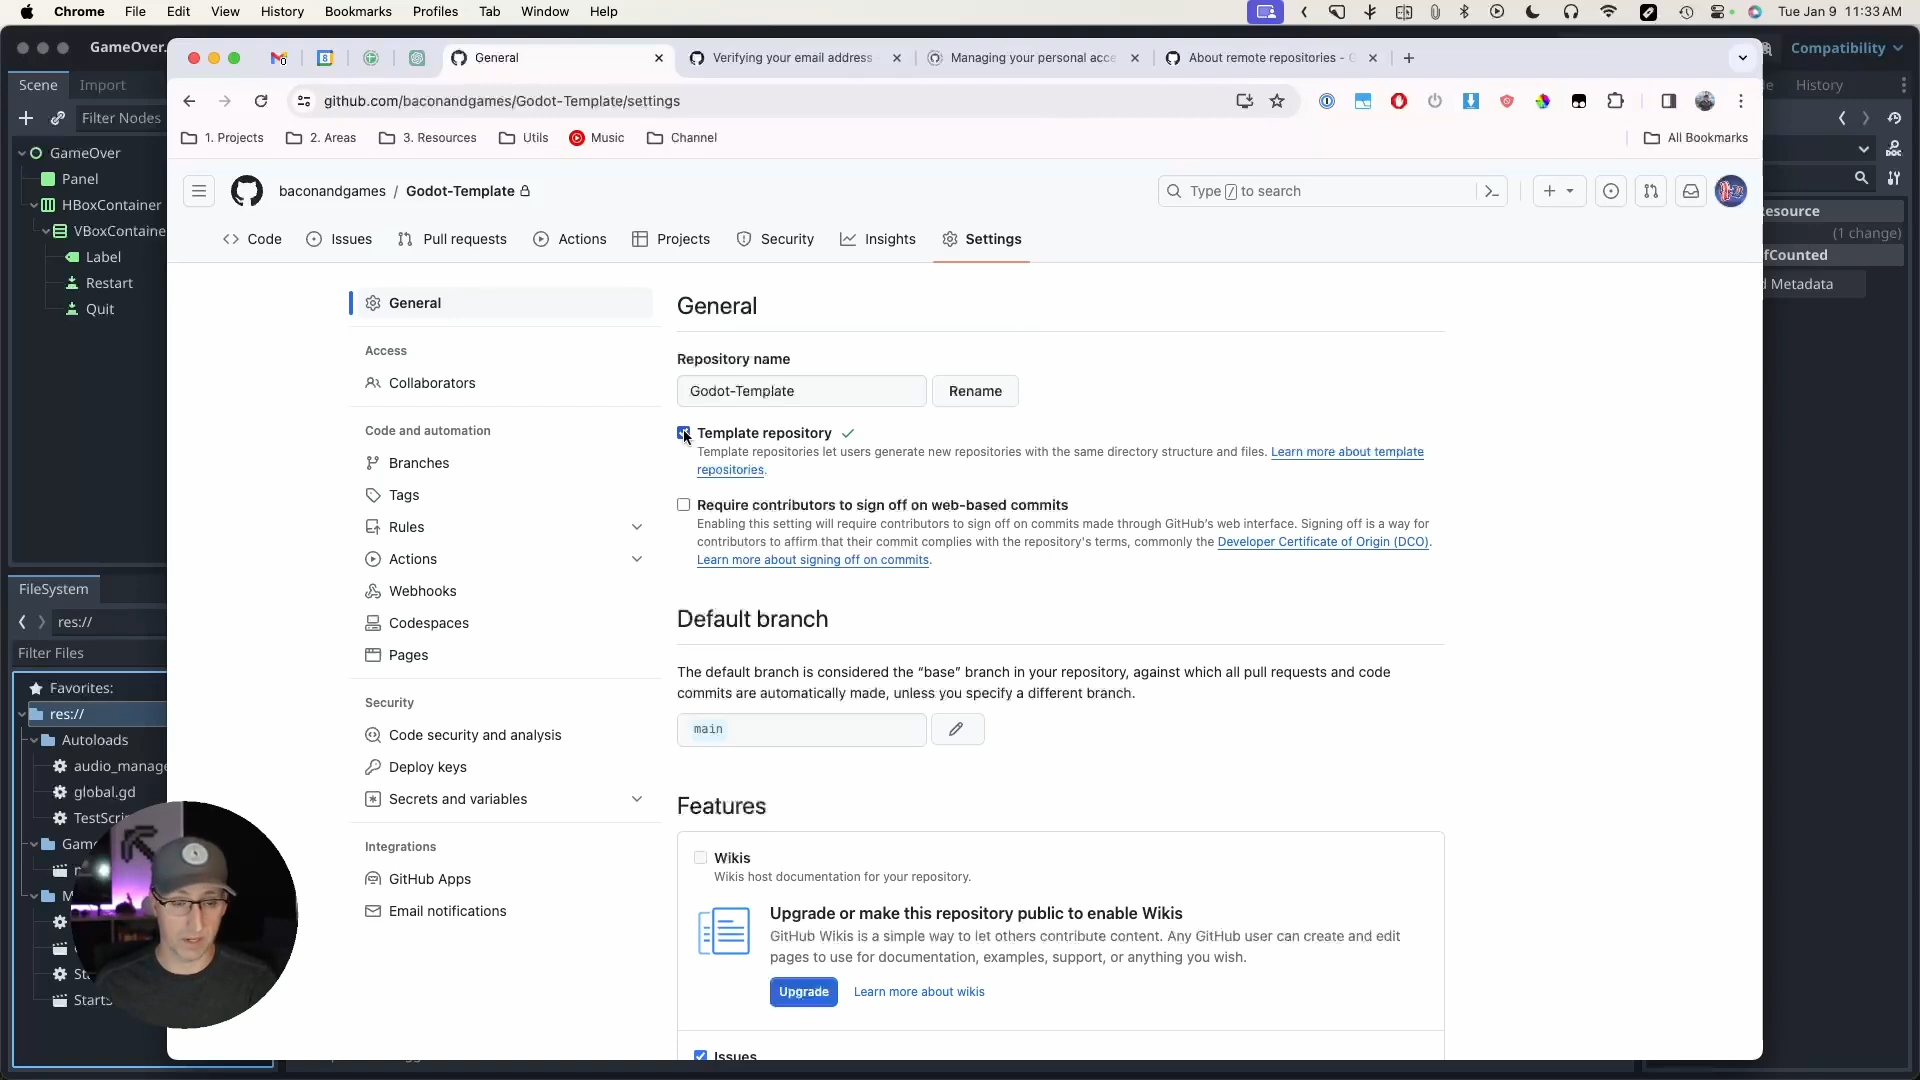 Chrome File Edit View History Bookmarks Profiles Tab Window Help
Tue Jan 9 11:33 AM
GameOver.
Compatibility
General
Verifying your email address
Managing your personal acce
About remote repositories - G
Scene Import
History
github.com/baconandgames/Godot-Template/settings
Filter Nodes
1. Projects 2. Areas 3. Resources Utils Music Channel
All Bookmarks
GameOver
Panel
HBoxContainer
VBoxContaine
Label
Restart
Quit
esource
(1 change)
fCounted
Metadata
baconandgames / Godot-Template
Type / to search
Code Issues Pull requests Actions Projects Security Insights Settings
General
Access
Collaborators
Code and automation
Branches
Tags
Rules
Actions
Webhooks
Codespaces
Pages
Security
Code security and analysis
Deploy keys
Secrets and variables
Integrations
GitHub Apps
Email notifications
General
Repository name
Godot-Template
Rename
Template repository
Template repositories let users generate new repositories with the same directory structure and files. Learn more about template
repositories.
Require contributors to sign off on web-based commits
Enabling this setting will require contributors to sign off on commits made through GitHub's web interface. Signing off is a way for
contributors to affirm that their commit complies with the repository's terms, commonly the Developer Certificate of Origin (DCO).
Learn more about signing off on commits.
Default branch
The default branch is considered the “base” branch in your repository, against which all pull requests and code
commits are automatically made, unless you specify a different branch.
main
Features
Wikis
Wikis host documentation for your repository.
Upgrade or make this repository public to enable Wikis
GitHub Wikis is a simple way to let others contribute content. Any GitHub user can create and edit
pages to use for documentation, examples, support, or anything you wish.
Upgrade
Learn more about wikis
Issues
FileSystem
res://
Filter Files
Favorites:
res://
Autoloads
audio_manage
global.gd
TestScri
Game
M
St
StartS